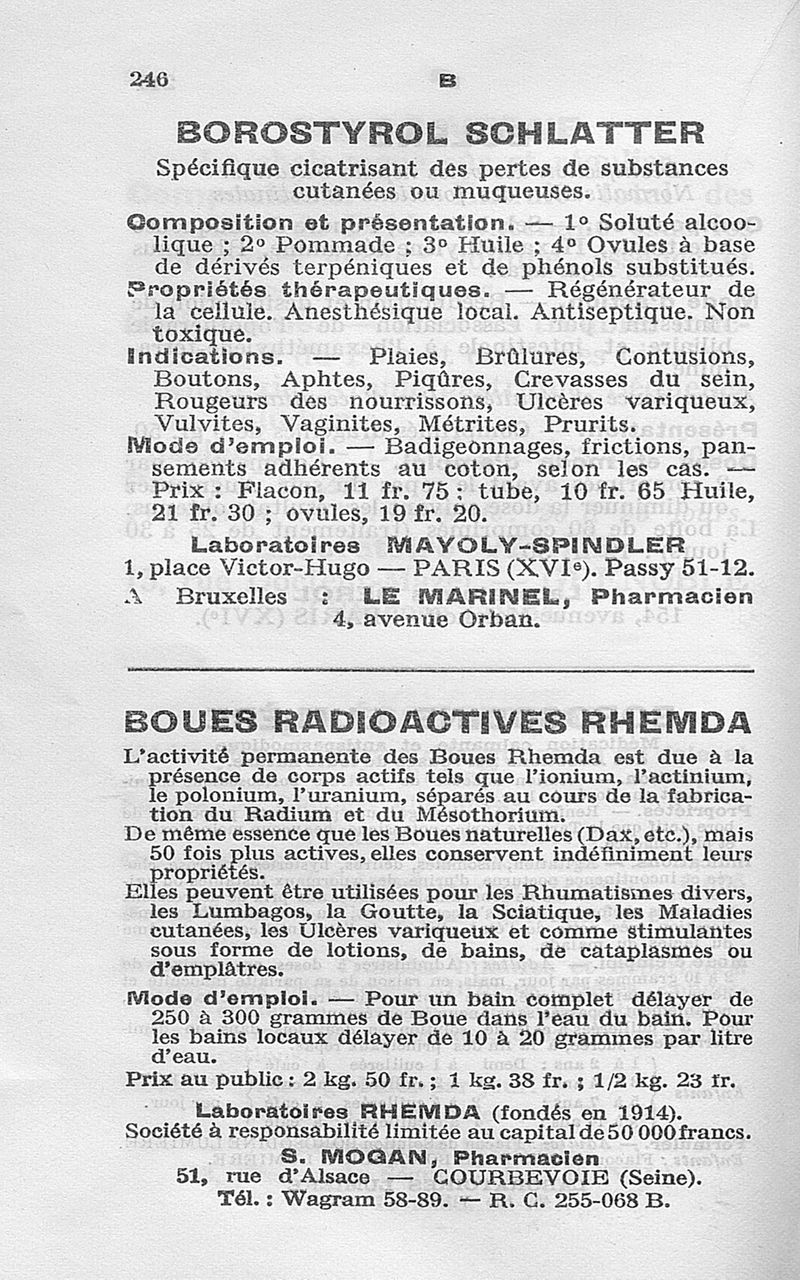 246
B
BOROSTYROL SCHLATTER
Spécifique cicatrisant des pertes de substances
cutanées ou muqueuses.
Composition et présentation. — 1º Soluté alcoo-
lique ; 2º Pommade ; 3º Huile ; 4º Ovules à base
de dérivés terpéniques et de phénols substitués.
Propriétés thérapeutiques. — Régénérateur de
la cellule. Anesthésique local. Antiseptique. Non
toxique.
Indications. — Plaies, Brûlures, Contusions,
Boutons, Aphtes, Piqûres, Crevasses du sein,
Rougeurs des nourrissons, Ulcères variqueux,
Vulvites, Vaginites, Métrites, Prurits.
Mode d'emploi. — Badigeonnages, frictions, pan-
sements adhérents au coton, selon les cas. —
Prix : Flacon, 11 fr. 75 ; tube, 10 fr. 65 Huile,
21 fr. 30 ; ovules, 19 fr. 20.
Laboratoires MAYOLY-SPINDLER
1, place Victor-Hugo — PARIS (XVIe). Passy 51-12.
A Bruxelles : LE MARINEL, Pharmacien
4, avenue Orban.
BOUES RADIOACTIVES RHEMDA
L'activité permanente des Boues Rhemda est due à la
présence de corps actifs tels que l'ionium, l'actinium,
le polonium, l'uranium, séparés au cours de la fabrica-
tion du Radium et du Mésothorium.
De même essence que les Boues naturelles (Dax, etc.), mais
50 fois plus actives, elles conservent indéfiniment leurs
propriétés.
Elles peuvent être utilisées pour les Rhumatismes divers,
les Lumbagos, la Goutte, la Sciatique, les Maladies
cutanées, les Ulcères variqueux et comme stimulantes
sous forme de lotions, de bains, de cataplasmes ou
d'emplâtres.
Mode d'emploi. — Pour un bain complet délayer de
250 à 300 grammes de Boue dans l'eau du bain. Pour
les bains locaux délayer de 10 à 20 grammes par litre
d'eau.
Prix au public : 2 kg. 50 fr. ; 1 kg. 38 fr. ; 1/2 kg. 23 fr.
Laboratoires RHEMDA (fondés en 1914).
Société à responsabilité limitée au capital de 50 000 francs.
S. MOGAN, Pharmacien
51, rue d'Alsace — COURBEVOIE (Seine).
Tél. : Wagram 58-89. — R. C. 255-068 B.